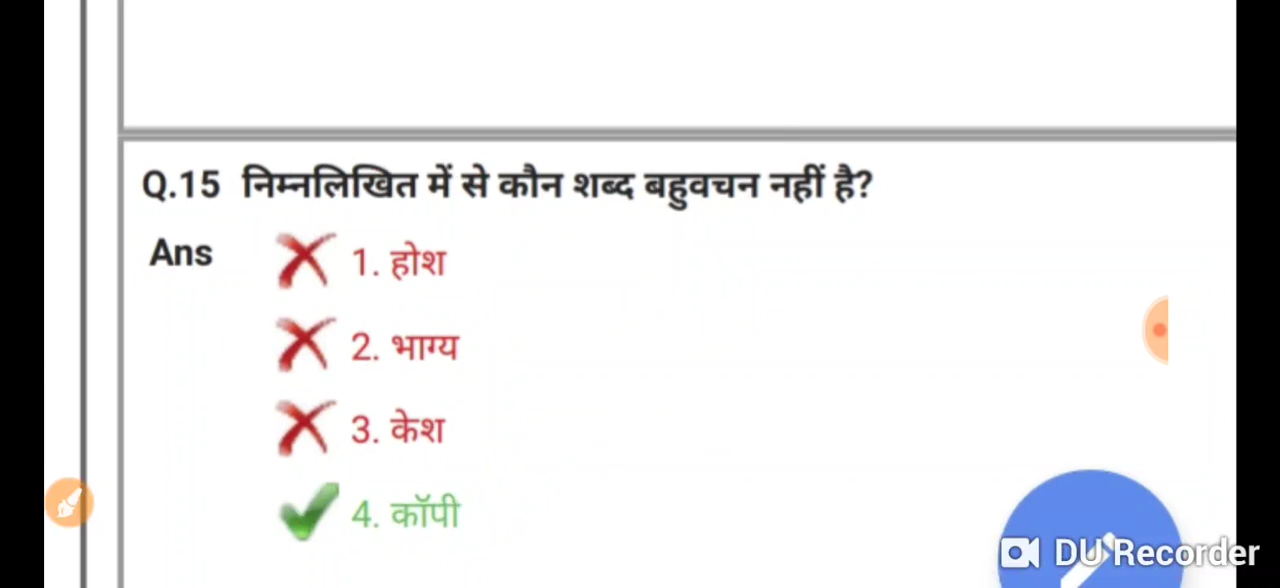 Q.15 निम्नलिखित में से कौन शब्द बहुवचन नहीं है?
Ans 1. होश
2. भाग्य
3. केश
4. कॉपी
DU Recorder